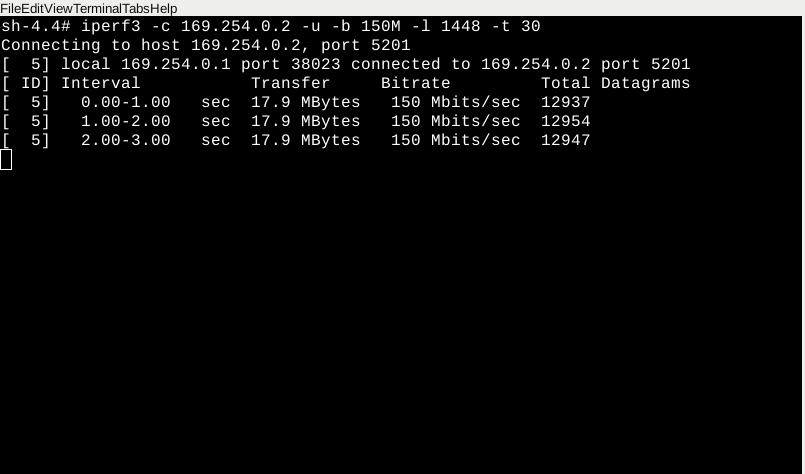 FileEditViewTerminalTabsHelp
sh-4.4# iperf3 -c 169.254.0.2 -u -b 150M -l 1448 -t 30
Connecting to host 169.254.0.2, port 5201
[  5] local 169.254.0.1 port 38023 connected to 169.254.0.2 port 5201
[ ID] Interval           Transfer     Bitrate         Total Datagrams
[  5]   0.00-1.00   sec  17.9 MBytes   150 Mbits/sec  12937
[  5]   1.00-2.00   sec  17.9 MBytes   150 Mbits/sec  12954
[  5]   2.00-3.00   sec  17.9 MBytes   150 Mbits/sec  12947